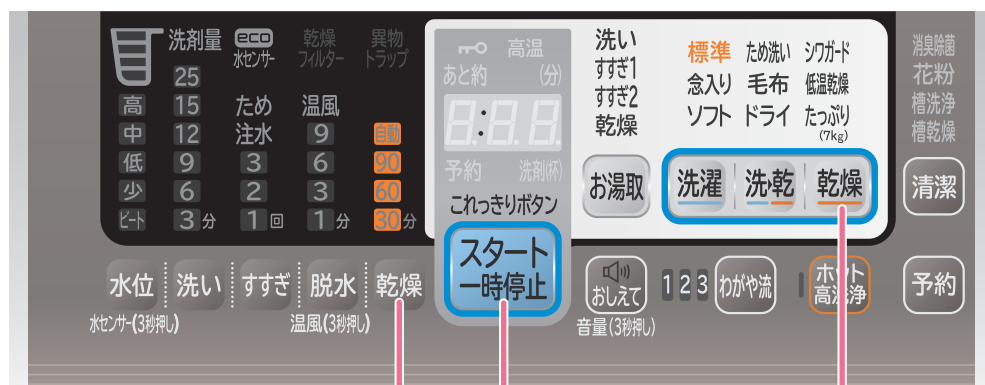 洗剤量
eco
水センサー
乾燥
フィルター
異物
トラップ
25
高 15 ため 温風
中 12 注水 9 自動
低 9 3 6 90
少 6 2 3 60
ビート 3分 1回 1分 30分
水位
洗い
すすぎ
脱水
乾燥
水センサー(3秒押し)
温風(3秒押し)
高温
あと約 (分)
8:8.8.
予約 洗剤(杯)
これっきりボタン
スタート
一時停止
洗い
すすぎ1
すすぎ2
乾燥
標準 ため洗い シワガード
念入り 毛布 低温乾燥
ソフト ドライ たっぷり
(7kg)
お湯取
洗濯
洗・乾
乾燥
おしえて
音量(3秒押し)
1 2 3
わがや流
ホット
高洗浄
消臭除菌
花粉
槽洗浄
槽乾燥
清潔
予約